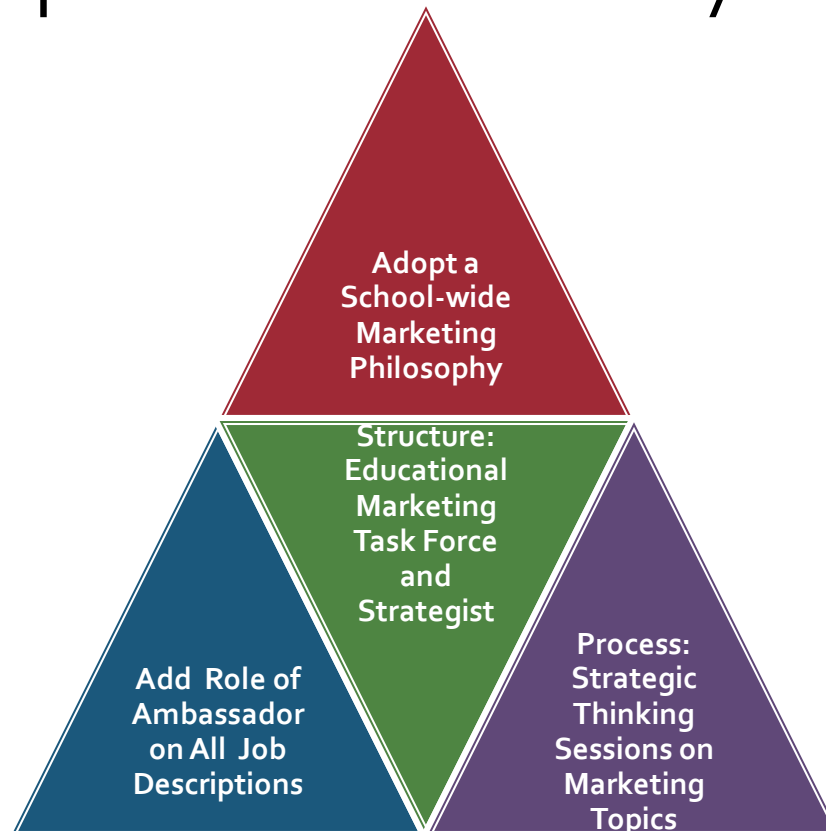 Adopt a
School-wide
Marketing
Philosophy
Structure:
Educational
Marketing
Task Force
and
Strategist
Add Role of
Ambassador
on All Job
Descriptions
Process:
Strategic
Thinking
Sessions on
Marketing
Topics